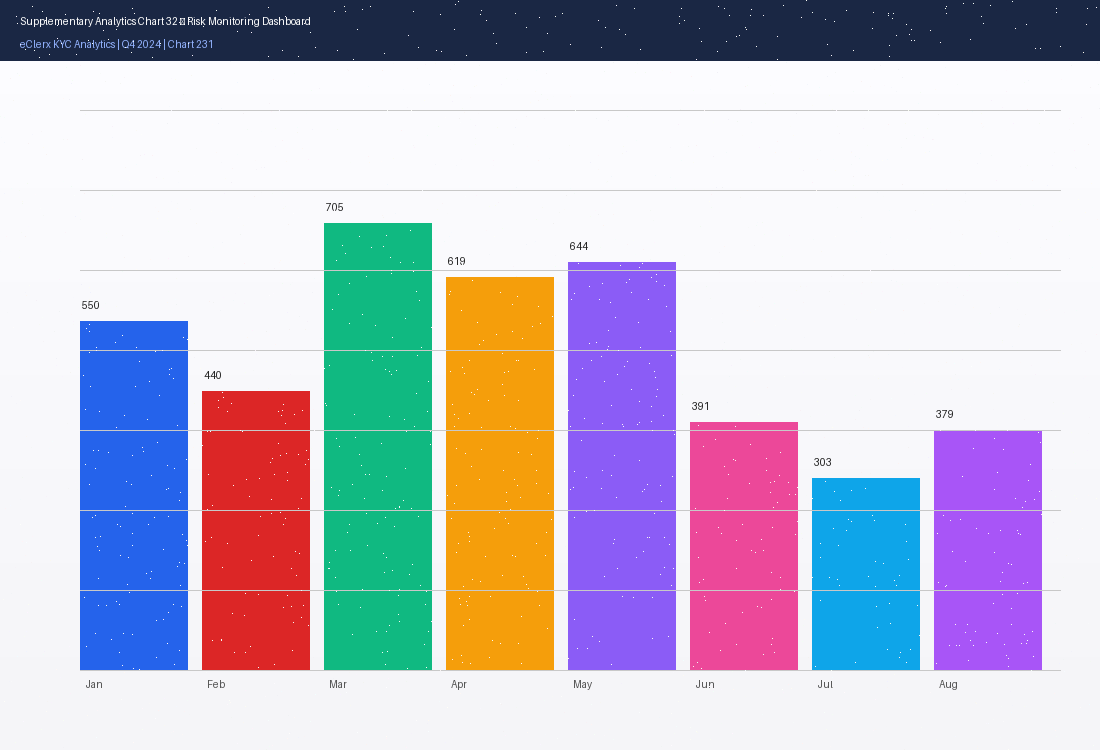 Supplementary Analytics Chart 32 ▯ Risk Monitoring Dashboard
eClerx KYC Analytics | Q4 2024 | Chart 231
705
644
619
550
440
391
379
303
Jan Feb Mar Apr May Jun Jul Aug